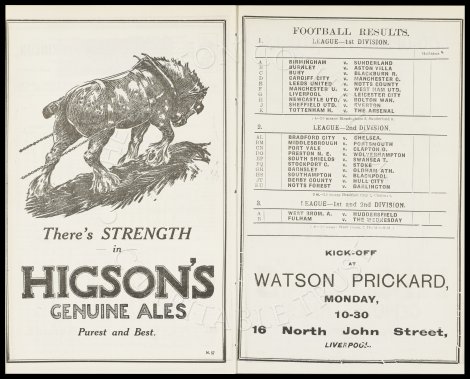 There's STRENGTH
in
HIGSON'S
GENUINE ALES
Purest and Best.
FOOTBALL RESULTS.
1. LEAGUE—1st DIVISION.
A BIRMINGHAM v. SUNDERLAND
B BURNLEY v. ASTON VILLA
C BURY v. BLACKBURN R.
D CARDIFF CITY v. MANCHESTER C.
E LEEDS UNITED v. NOTTS COUNTY
F MANCHESTER U. v. WEST HAM UTD.
G LIVERPOOL v. LEICESTER CITY
H NEWCASTLE UTD. v. BOLTON WAN.
J SHEFFIELD UTD. v. EVERTON
K TOTTENHAM H. v. THE ARSENAL
2. LEAGUE—2nd DIVISION.
BRADFORD CITY v. CHELSEA.
MIDDLESBROUGH v. PORTSMOUTH
PORT VALE v. CLAPTON O.
PRESTON N. E. v. WOLVERHAMPTON
SOUTH SHIELDS v. SWANSEA T.
STOCKPORT C. v. STOKE
BARNSLEY v. OLDHAM ATH.
SOUTHAMPTON v. BLACKPOOL
DERBY COUNTY v. HULL CITY
NOTTS FOREST v. DARLINGTON
3. LEAGUE—1st and 2nd DIVISION.
A WEST BROM. A. v. HUDDERSFIELD
B FULHAM v. THE WEDNESDAY
KICK-OFF
AT
WATSON PRICKARD,
MONDAY,
10-30
16 North John Street,
LIVERPOOL.